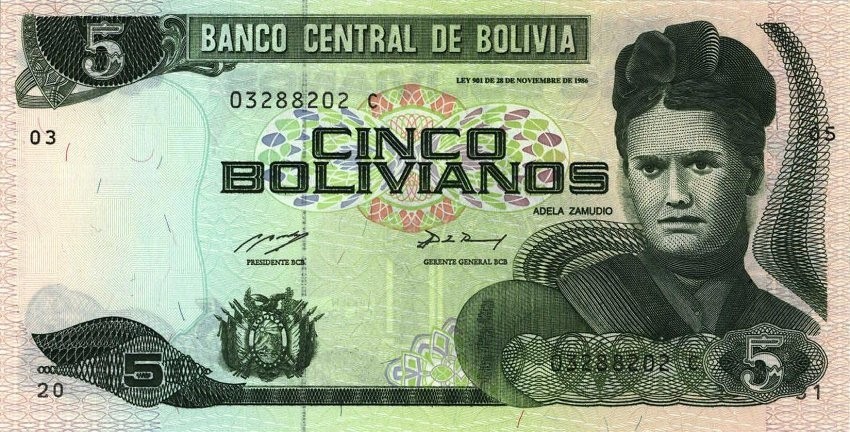 5 BANCO CENTRAL DE BOLIVIA
LEY 901 DE 28 DE NOVIEMBRE DE 1986
03288202 C
03
05
CINCO
BOLIVIANOS
ADELA ZAMUDIO
PRESIDENTE BCB
GERENTE GENERAL BCB
03288202 C
5
5
20
31